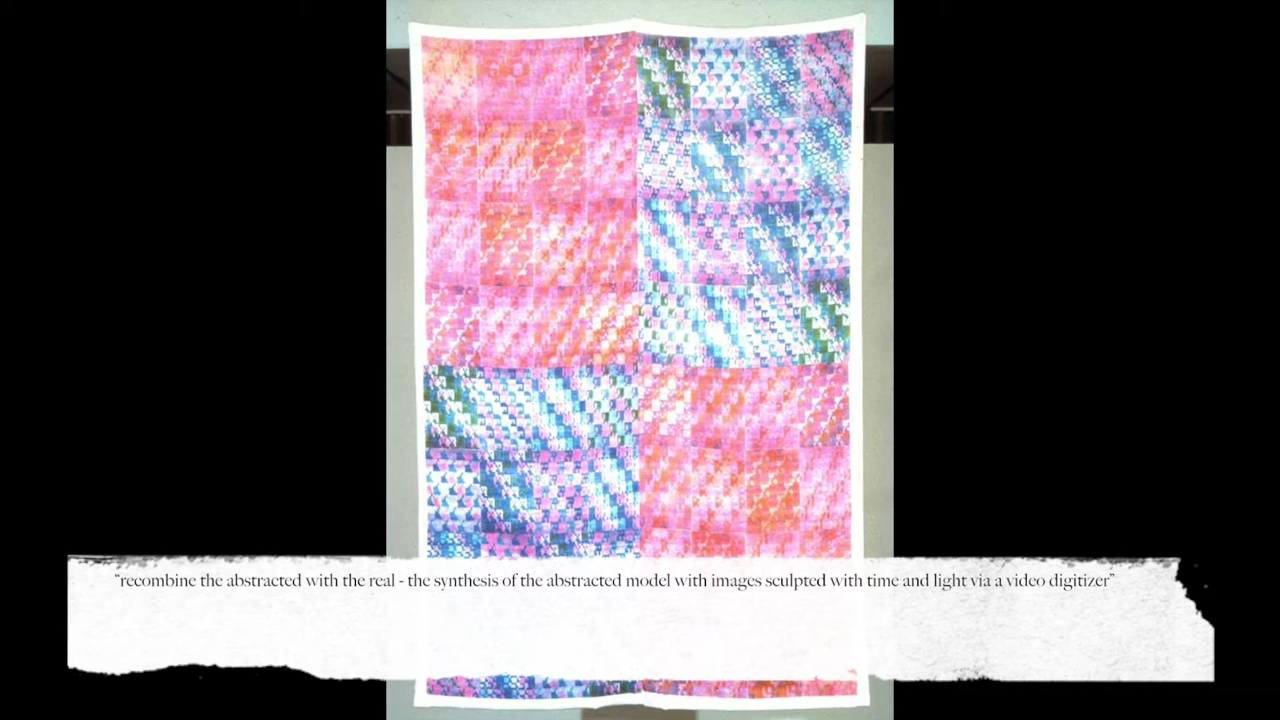 “recombine the abstracted with the real - the synthesis of the abstracted model with images sculpted with time and light via a video digitizer”